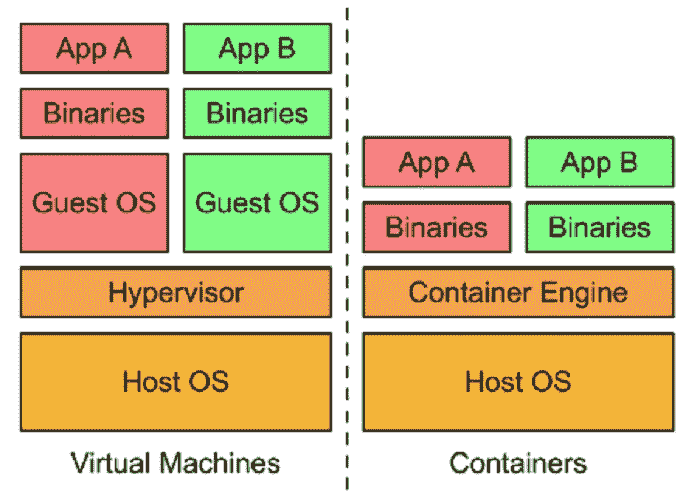 App A
App B
Binaries
Binaries
Guest OS
Guest OS
Hypervisor
Host OS
Virtual Machines
App A
App B
Binaries
Binaries
Container Engine
Host OS
Containers